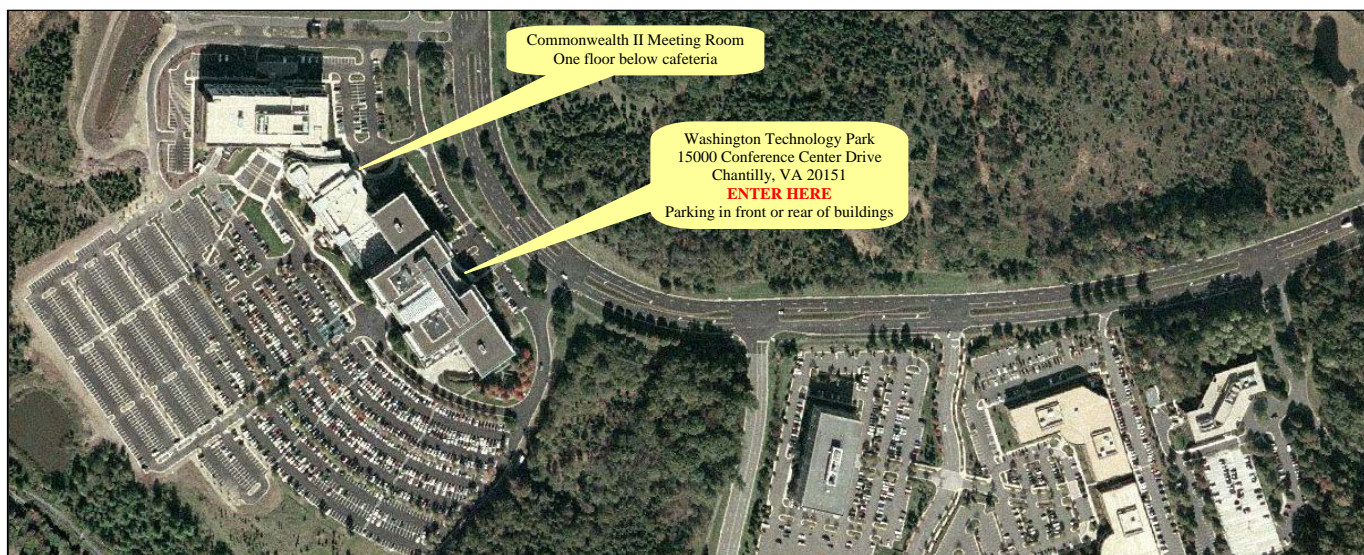 Commonwealth II Meeting Room
One floor below cafeteria
Washington Technology Park
15000 Conference Center Drive
Chantilly, VA 20151
ENTER HERE
Parking in front or rear of buildings